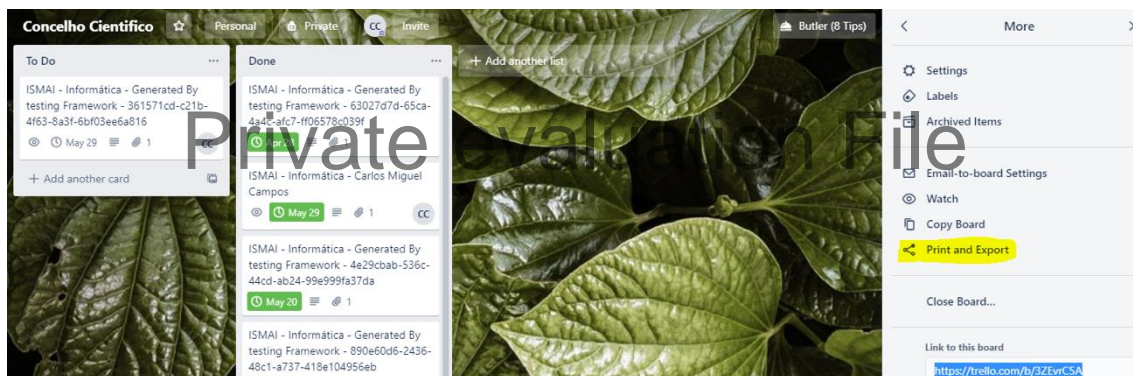 Concelho Cientifico
Personal
Private
CC
Invite
Butler (8 Tips)
To Do
ISMAI - Informática - Generated By
testing Framework - 361571cd-c21b-
4f63-8a3f-6bf03ee6a816
May 29
1
CC
+ Add another card
Done
ISMAI - Informática - Generated By
testing Framework - 63027d7d-65ca-
4a4c-afc7-ff06578c039f
Apr 28
1
ISMAI - Informática - Carlos Miguel
Campos
May 29
1
CC
ISMAI - Informática - Generated By
testing Framework - 4e29cbab-536c-
44cd-ab24-99e999fa37da
May 20
1
ISMAI - Informática - Generated By
testing Framework - 890e60d6-2436-
48c1-a737-418e104956eb
+ Add another list
Private evaluation File
More
Settings
Labels
Archived Items
Email-to-board Settings
Watch
Copy Board
Print and Export
Close Board...
Link to this board
https://trello.com/b/3ZEvrC5A